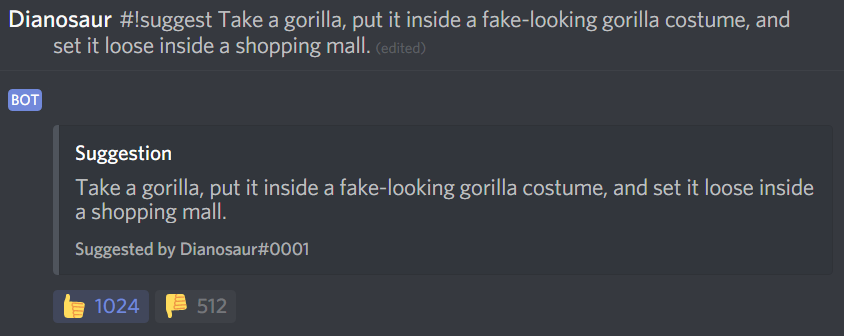 Dianosaur #!suggest Take a gorilla, put it inside a fake-looking gorilla costume, and
set it loose inside a shopping mall. (edited)
BOT
Suggestion
Take a gorilla, put it inside a fake-looking gorilla costume, and set it loose inside
a shopping mall.
Suggested by Dianosaur#0001
1024 512